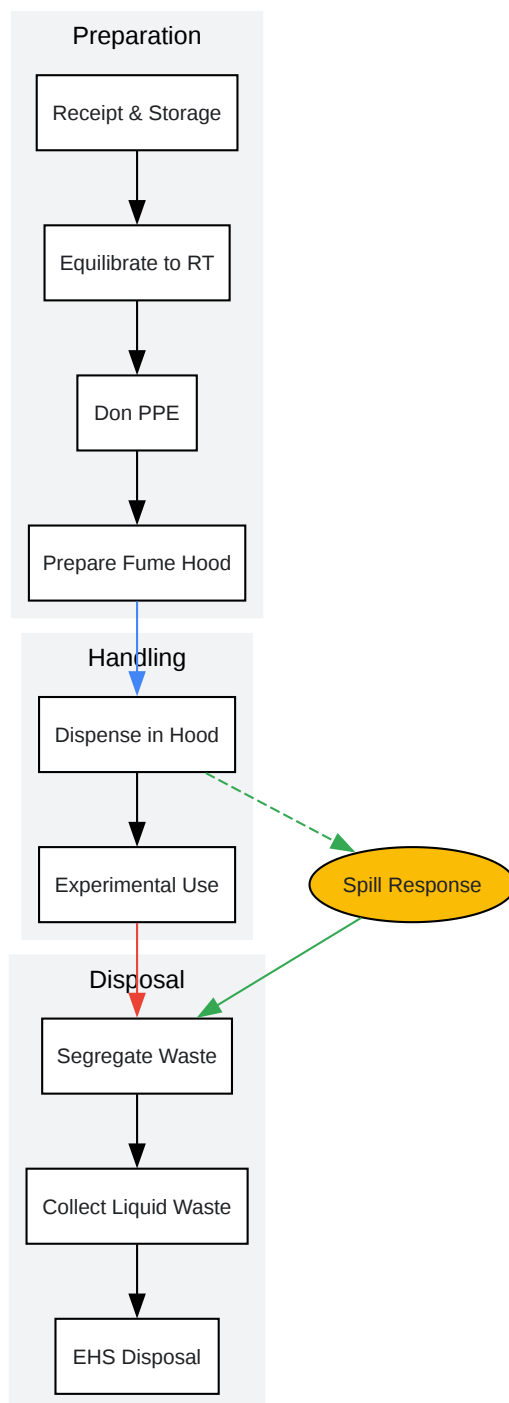 Preparation
Receipt & Storage
Equilibrate to RT
Don PPE
Prepare Fume Hood
Handling
Dispense in Hood
Experimental Use
Spill Response
Disposal
Segregate Waste
Collect Liquid Waste
EHS Disposal